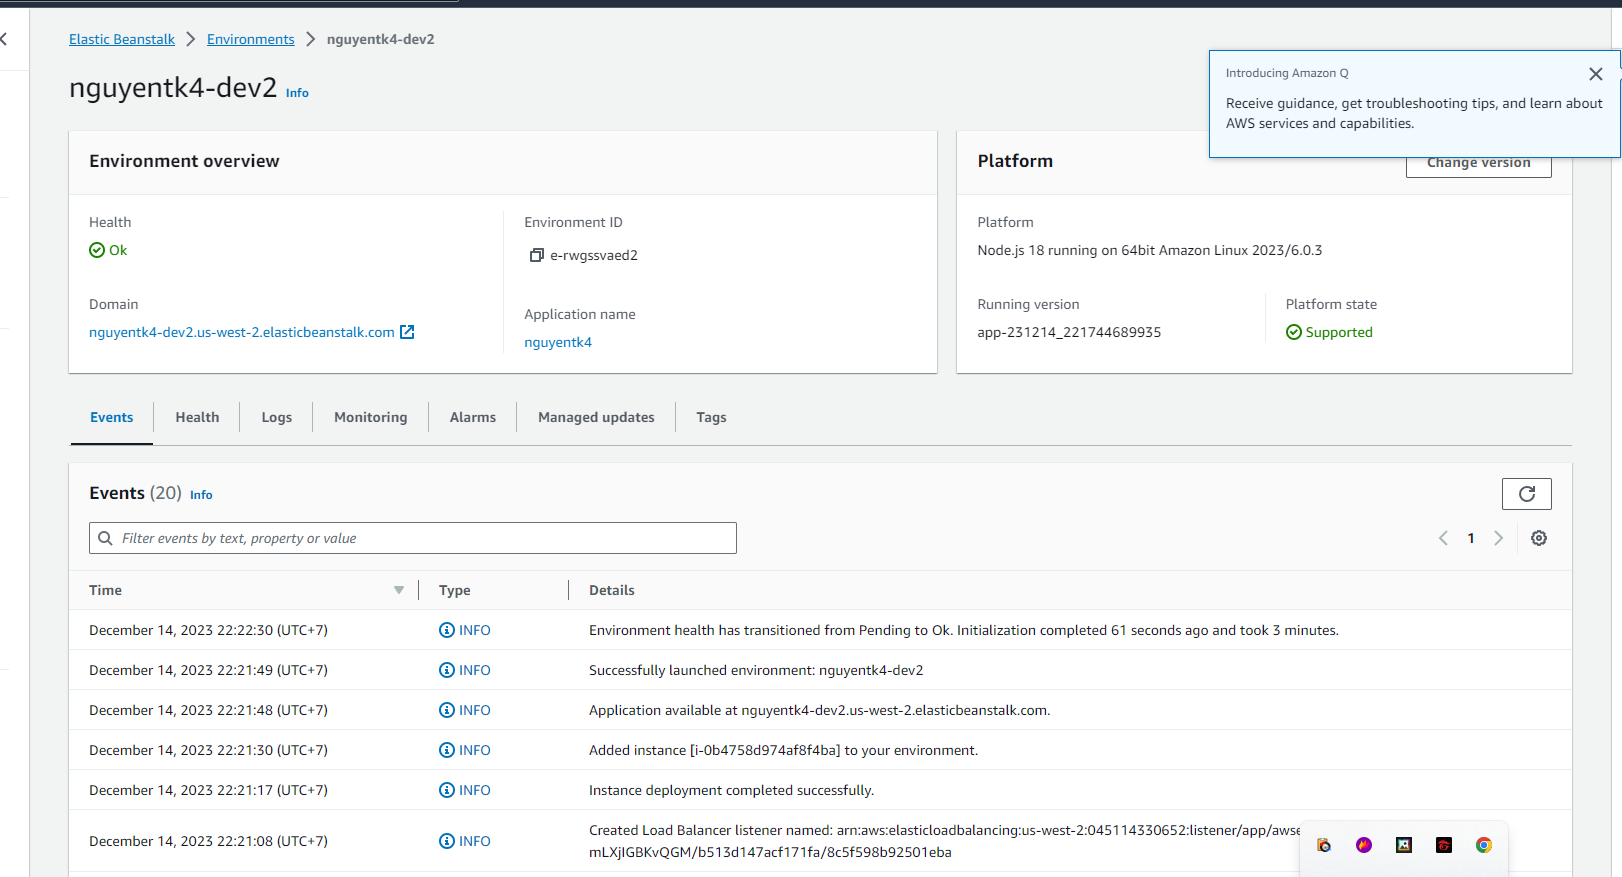 Elastic Beanstalk > Environments > nguyentk4-dev2
Introducing Amazon Q
Receive guidance, get troubleshooting tips, and learn about
AWS services and capabilities.
nguyentk4-dev2 Info
Environment overview
Health
Ok
Domain
nguyentk4-dev2.us-west-2.elasticbeanstalk.com
Environment ID
e-rwgssvaed2
Application name
nguyentk4
Platform
Change version
Platform
Node.js 18 running on 64bit Amazon Linux 2023/6.0.3
Running version
app-231214_221744689935
Platform state
Supported
Events Health Logs Monitoring Alarms Managed updates Tags
Events (20) Info
Filter events by text, property or value
1
Time Type Details
December 14, 2023 22:22:30 (UTC+7) INFO Environment health has transitioned from Pending to Ok. Initialization completed 61 seconds ago and took 3 minutes.
December 14, 2023 22:21:49 (UTC+7) INFO Successfully launched environment: nguyentk4-dev2
December 14, 2023 22:21:48 (UTC+7) INFO Application available at nguyentk4-dev2.us-west-2.elasticbeanstalk.com.
December 14, 2023 22:21:30 (UTC+7) INFO Added instance [i-0b4758d974af8f4ba] to your environment.
December 14, 2023 22:21:17 (UTC+7) INFO Instance deployment completed successfully.
December 14, 2023 22:21:08 (UTC+7) INFO Created Load Balancer listener named: arn:aws:elasticloadbalancing:us-west-2:045114330652:listener/app/awse
mLXjIGBKvQGM/b513d147acf171fa/8c5f598b92501eba